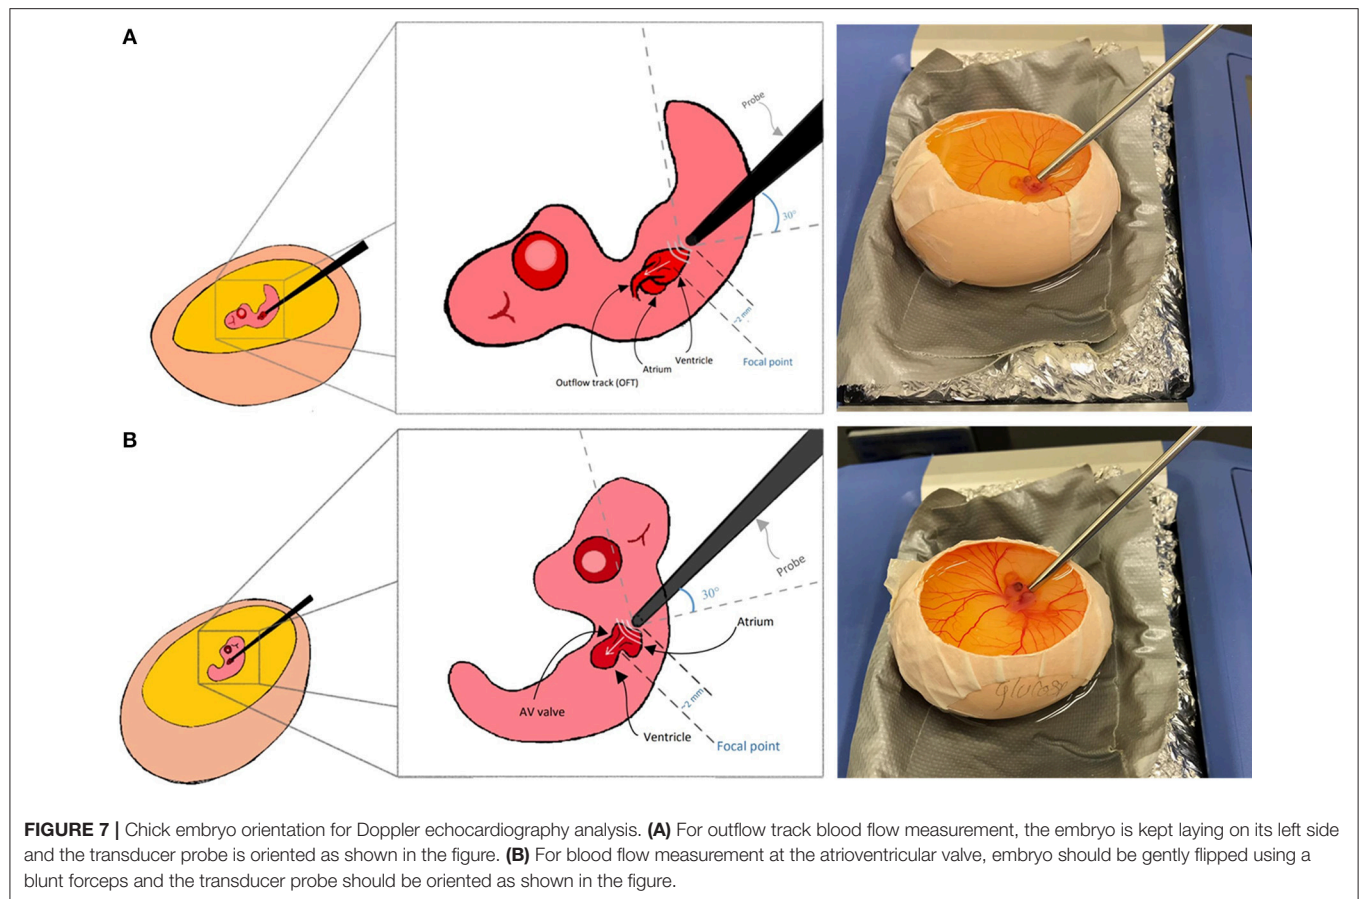 A
Probe
30°
~2 mm
Ventricle
Focal point
Atrium
Outflow track (OFT)
B
Probe
30°
Atrium
~2 mm
AV valve
Ventricle
Focal point
glucose
FIGURE 7 | Chick embryo orientation for Doppler echocardiography analysis. (A) For outflow track blood flow measurement, the embryo is kept laying on its left side
and the transducer probe is oriented as shown in the figure. (B) For blood flow measurement at the atrioventricular valve, embryo should be gently flipped using a
blunt forceps and the transducer probe should be oriented as shown in the figure.